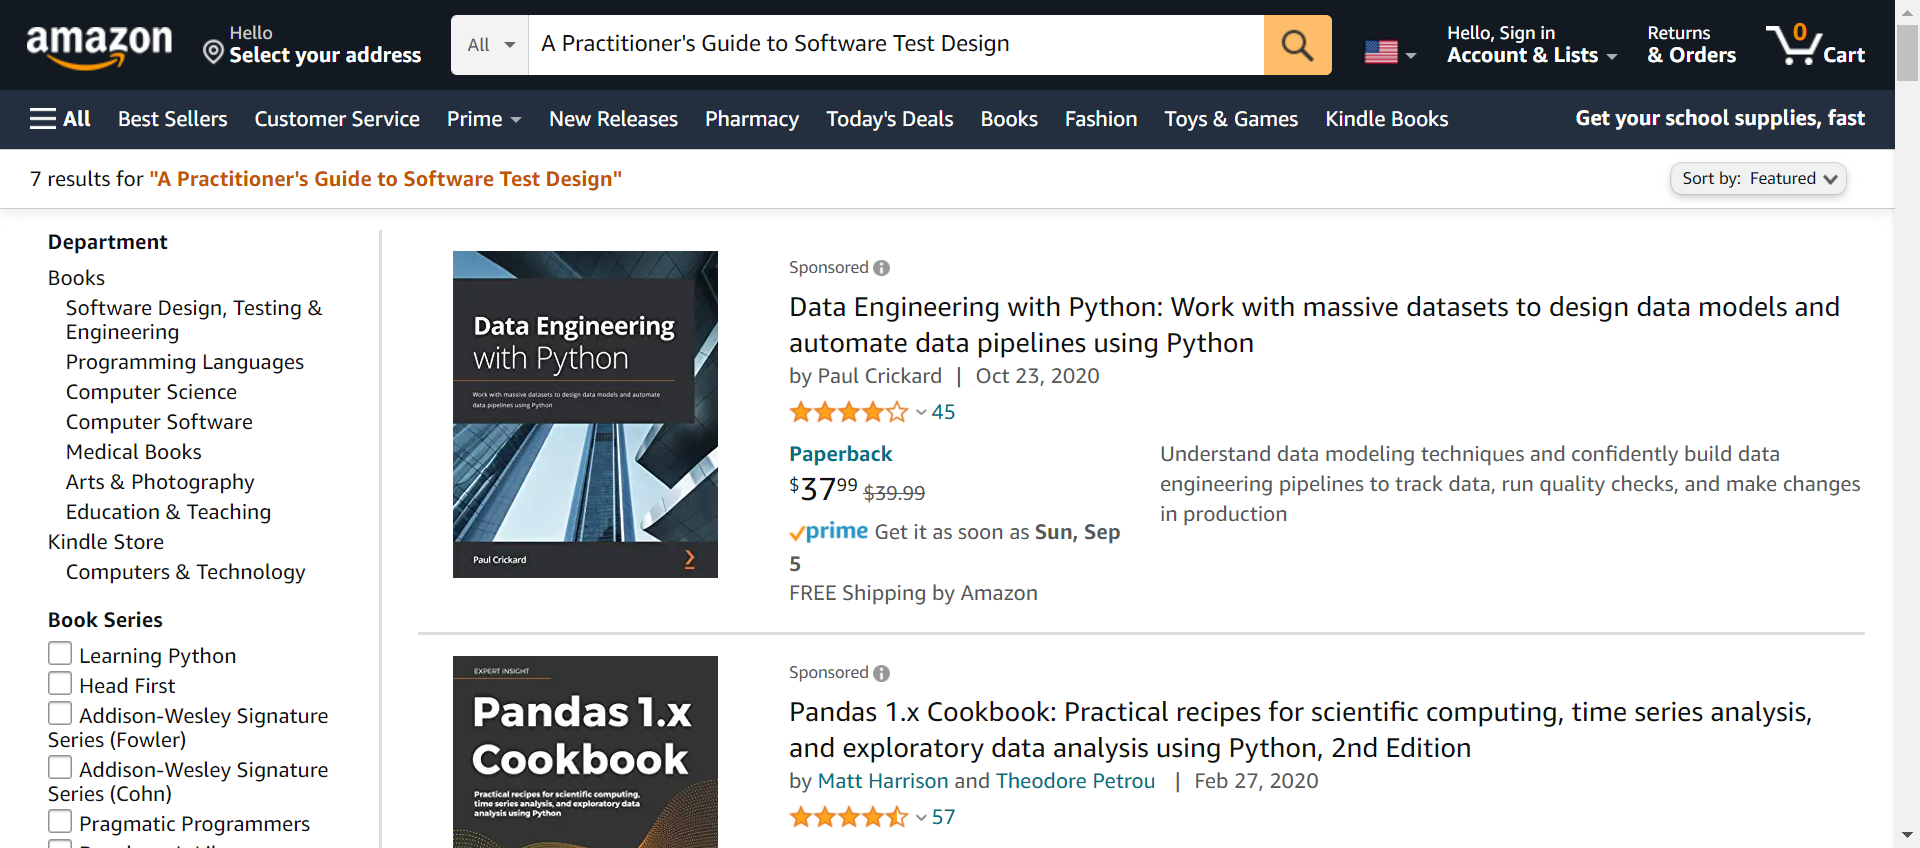 amazon
Hello
Select your address
All
A Practitioner's Guide to Software Test Design
Hello, Sign in
Account & Lists
Returns
& Orders
0
Cart
All
Best Sellers
Customer Service
Prime
New Releases
Pharmacy
Today's Deals
Books
Fashion
Toys & Games
Kindle Books
Get your school supplies, fast
7 results for "A Practitioner's Guide to Software Test Design"
Sort by: Featured
Department
Books
Software Design, Testing &
Engineering
Programming Languages
Computer Science
Computer Software
Medical Books
Arts & Photography
Education & Teaching
Kindle Store
Computers & Technology
Book Series
Learning Python
Head First
Addison-Wesley Signature
Series (Fowler)
Addison-Wesley Signature
Series (Cohn)
Pragmatic Programmers
Data Engineering
with Python
Work with massive datasets to design data models and automate
data pipelines using Python
Paul Crickard
Sponsored
Data Engineering with Python: Work with massive datasets to design data models and
automate data pipelines using Python
by Paul Crickard | Oct 23, 2020
45
Paperback
$3799 $39.99
prime Get it as soon as Sun, Sep
5
FREE Shipping by Amazon
Understand data modeling techniques and confidently build data
engineering pipelines to track data, run quality checks, and make changes
in production
EXPERT INSIGHT
Pandas 1.x
Cookbook
Practical recipes for scientific computing,
time series analysis, and exploratory data
analysis using Python
Sponsored
Pandas 1.x Cookbook: Practical recipes for scientific computing, time series analysis,
and exploratory data analysis using Python, 2nd Edition
by Matt Harrison and Theodore Petrou | Feb 27, 2020
57